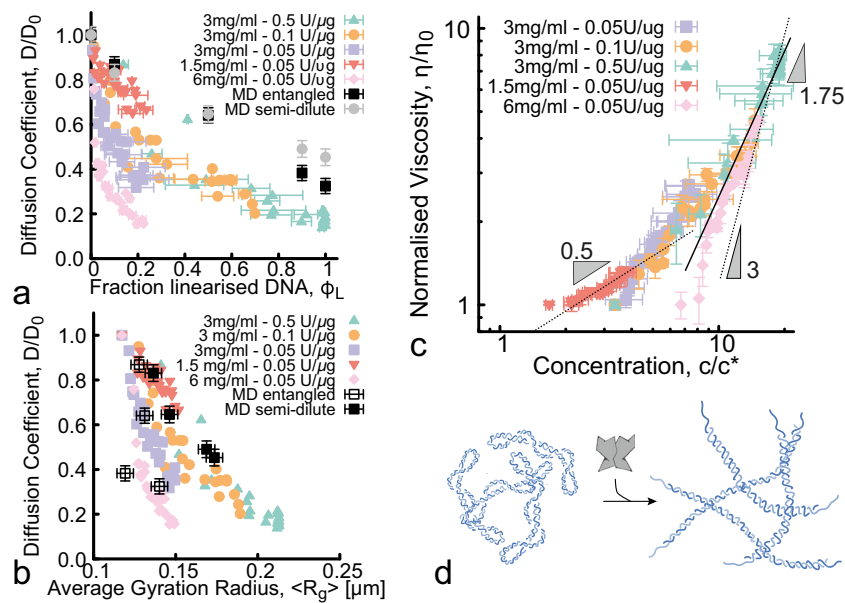 Diffusion Coefficient, D/D₀
1.0
0.8
0.6
0.4
0.2
0.0
3mg/ml - 0.5 U/µg
3mg/ml - 0.1 U/µg
3mg/ml - 0.05 U/µg
1.5mg/ml - 0.05 U/ug
6mg/ml - 0.05 U/ug
MD entangled
MD semi-dilute
0 0.2 0.4 0.6 0.8 1
Fraction linearised DNA, ϕ_L
a
Diffusion Coefficient, D/D₀
1.0
0.8
0.6
0.4
0.2
0.0
3mg/ml - 0.5 U/µg
3 mg/ml - 0.1 U/µg
3mg/ml - 0.05 U/µg
1.5 mg/ml - 0.05 U/ug
6 mg/ml - 0.05 U/ug
MD entangled
MD semi-dilute
0.1 0.15 0.2 0.25
Average Gyration Radius, <R_g> [µm]
b
Normalised Viscosity, η/η₀
10
1
3mg/ml - 0.05U/ug
3mg/ml - 0.1U/ug
3mg/ml - 0.5U/ug
1.5mg/ml - 0.05U/ug
6mg/ml - 0.05U/ug
1.75
0.5
3
1 10
Concentration, c/c*
c
d